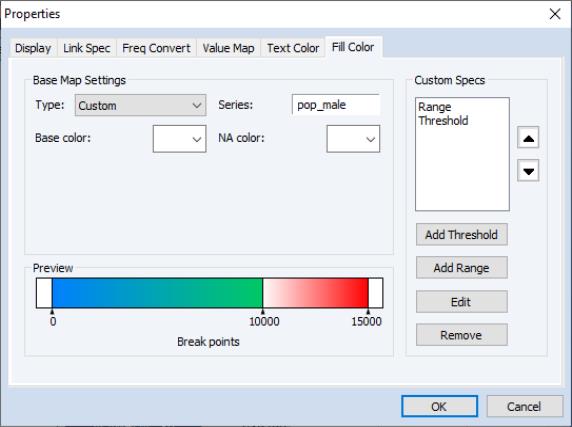 Properties
Display Link Spec Freq Convert Value Map Text Color Fill Color
Base Map Settings
Type: Custom Series: pop_male
Base color: NA color:
Custom Specs
Range
Threshold
Add Threshold
Add Range
Edit
Remove
Preview
0 10000 15000
Break points
OK Cancel